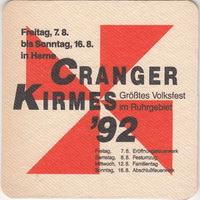 Freitag, 7. 8.
bis Sonntag, 16. 8.
in Herne
CRANGER
KIRMES
Größtes Volksfest
im Ruhrgebiet
'92
Freitag, 7. 8. Eröffnungsfeuerwerk
Samstag, 8. 8. Festumzug
Mittwoch, 12. 8. Familientag
Sonntag, 16. 8. Abschlußfeuerwerk